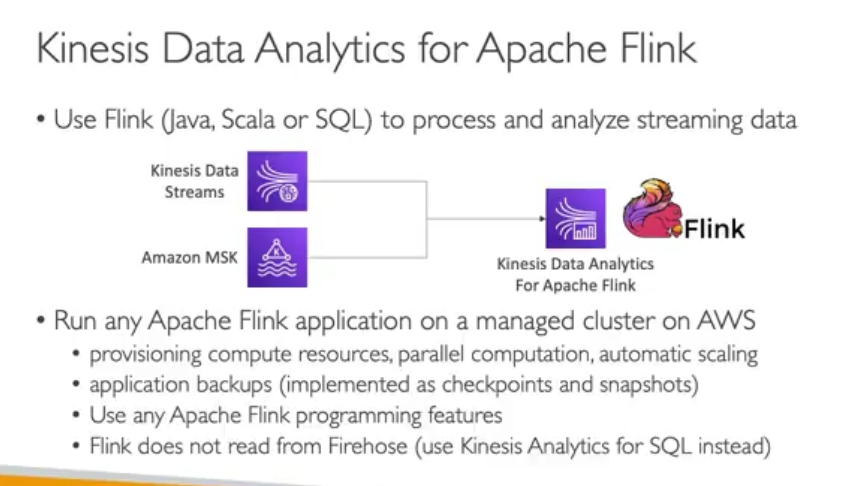 Kinesis Data Analytics for Apache Flink
• Use Flink (Java, Scala or SQL) to process and analyze streaming data
Kinesis Data
Streams
Amazon MSK
K
Flink
Kinesis Data Analytics
For Apache Flink
• Run any Apache Flink application on a managed cluster on AWS
• provisioning compute resources, parallel computation, automatic scaling
• application backups (implemented as checkpoints and snapshots)
• Use any Apache Flink programming features
• Flink does not read from Firehose (use Kinesis Analytics for SQL instead)